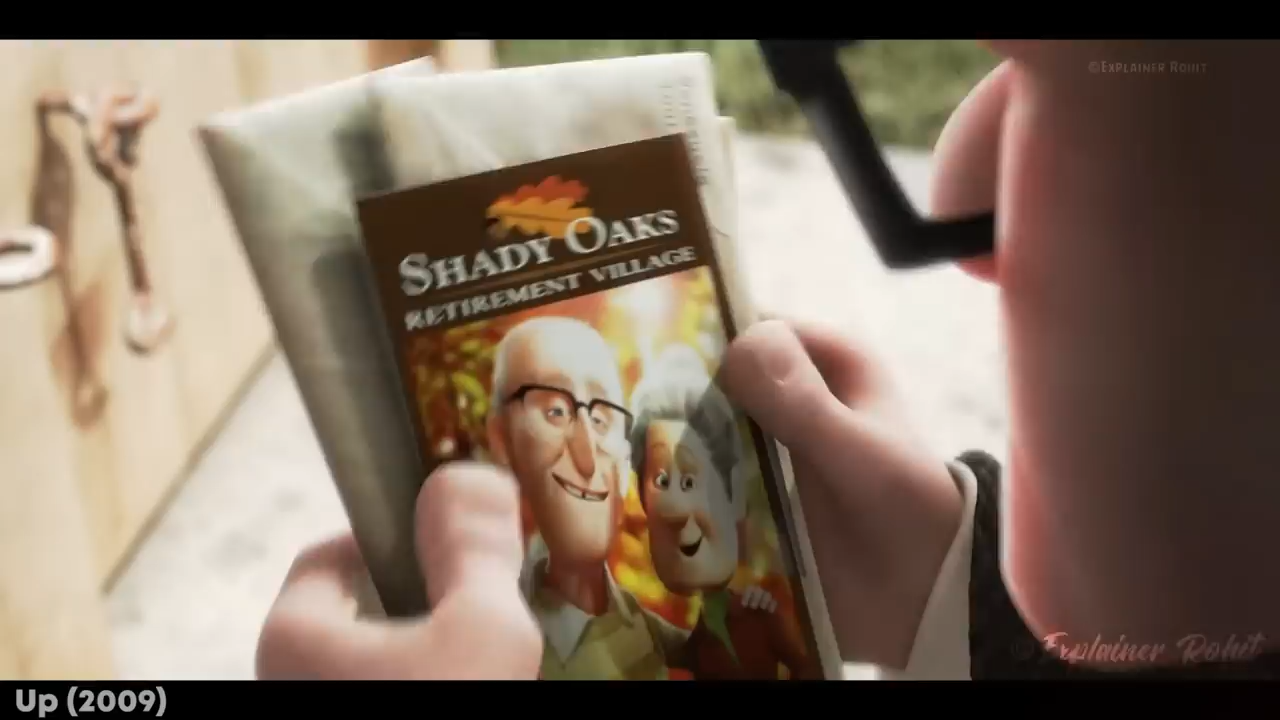 ©Explainer Rohit
Shady Oaks
Retirement Village
© Explainer Rohit
Up (2009)